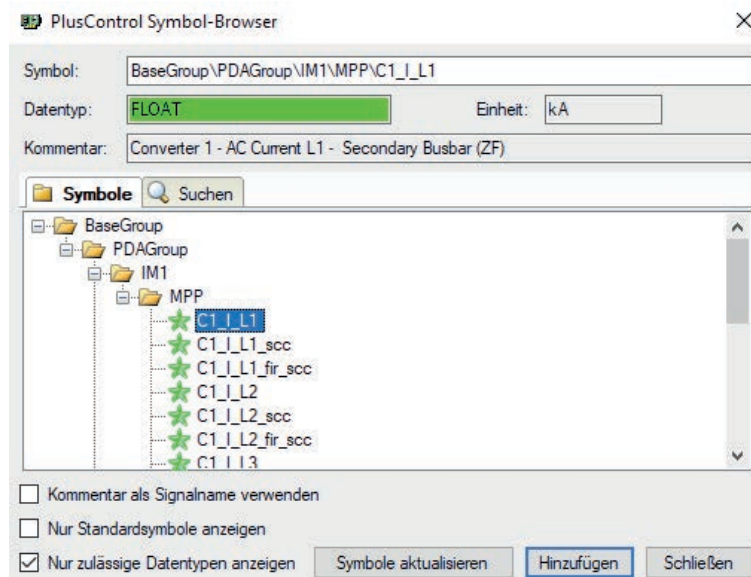 PlusControl Symbol-Browser
Symbol: BaseGroup\PDAGroup\IM1\MPP\C1_I_L1
Datentyp: FLOAT Einheit: kA
Kommentar: Converter 1 - AC Current L1 - Secondary Busbar (ZF)
Symbole Suchen
BaseGroup
PDAGroup
IM1
MPP
C1_I_L1
C1_I_L1_scc
C1_I_L1_fir_scc
C1_I_L2
C1_I_L2_scc
C1_I_L2_fir_scc
C1_I_L3
Kommentar als Signalname verwenden
Nur Standardsymbole anzeigen
Nur zulässige Datentypen anzeigen Symbole aktualisieren Hinzufügen Schließen